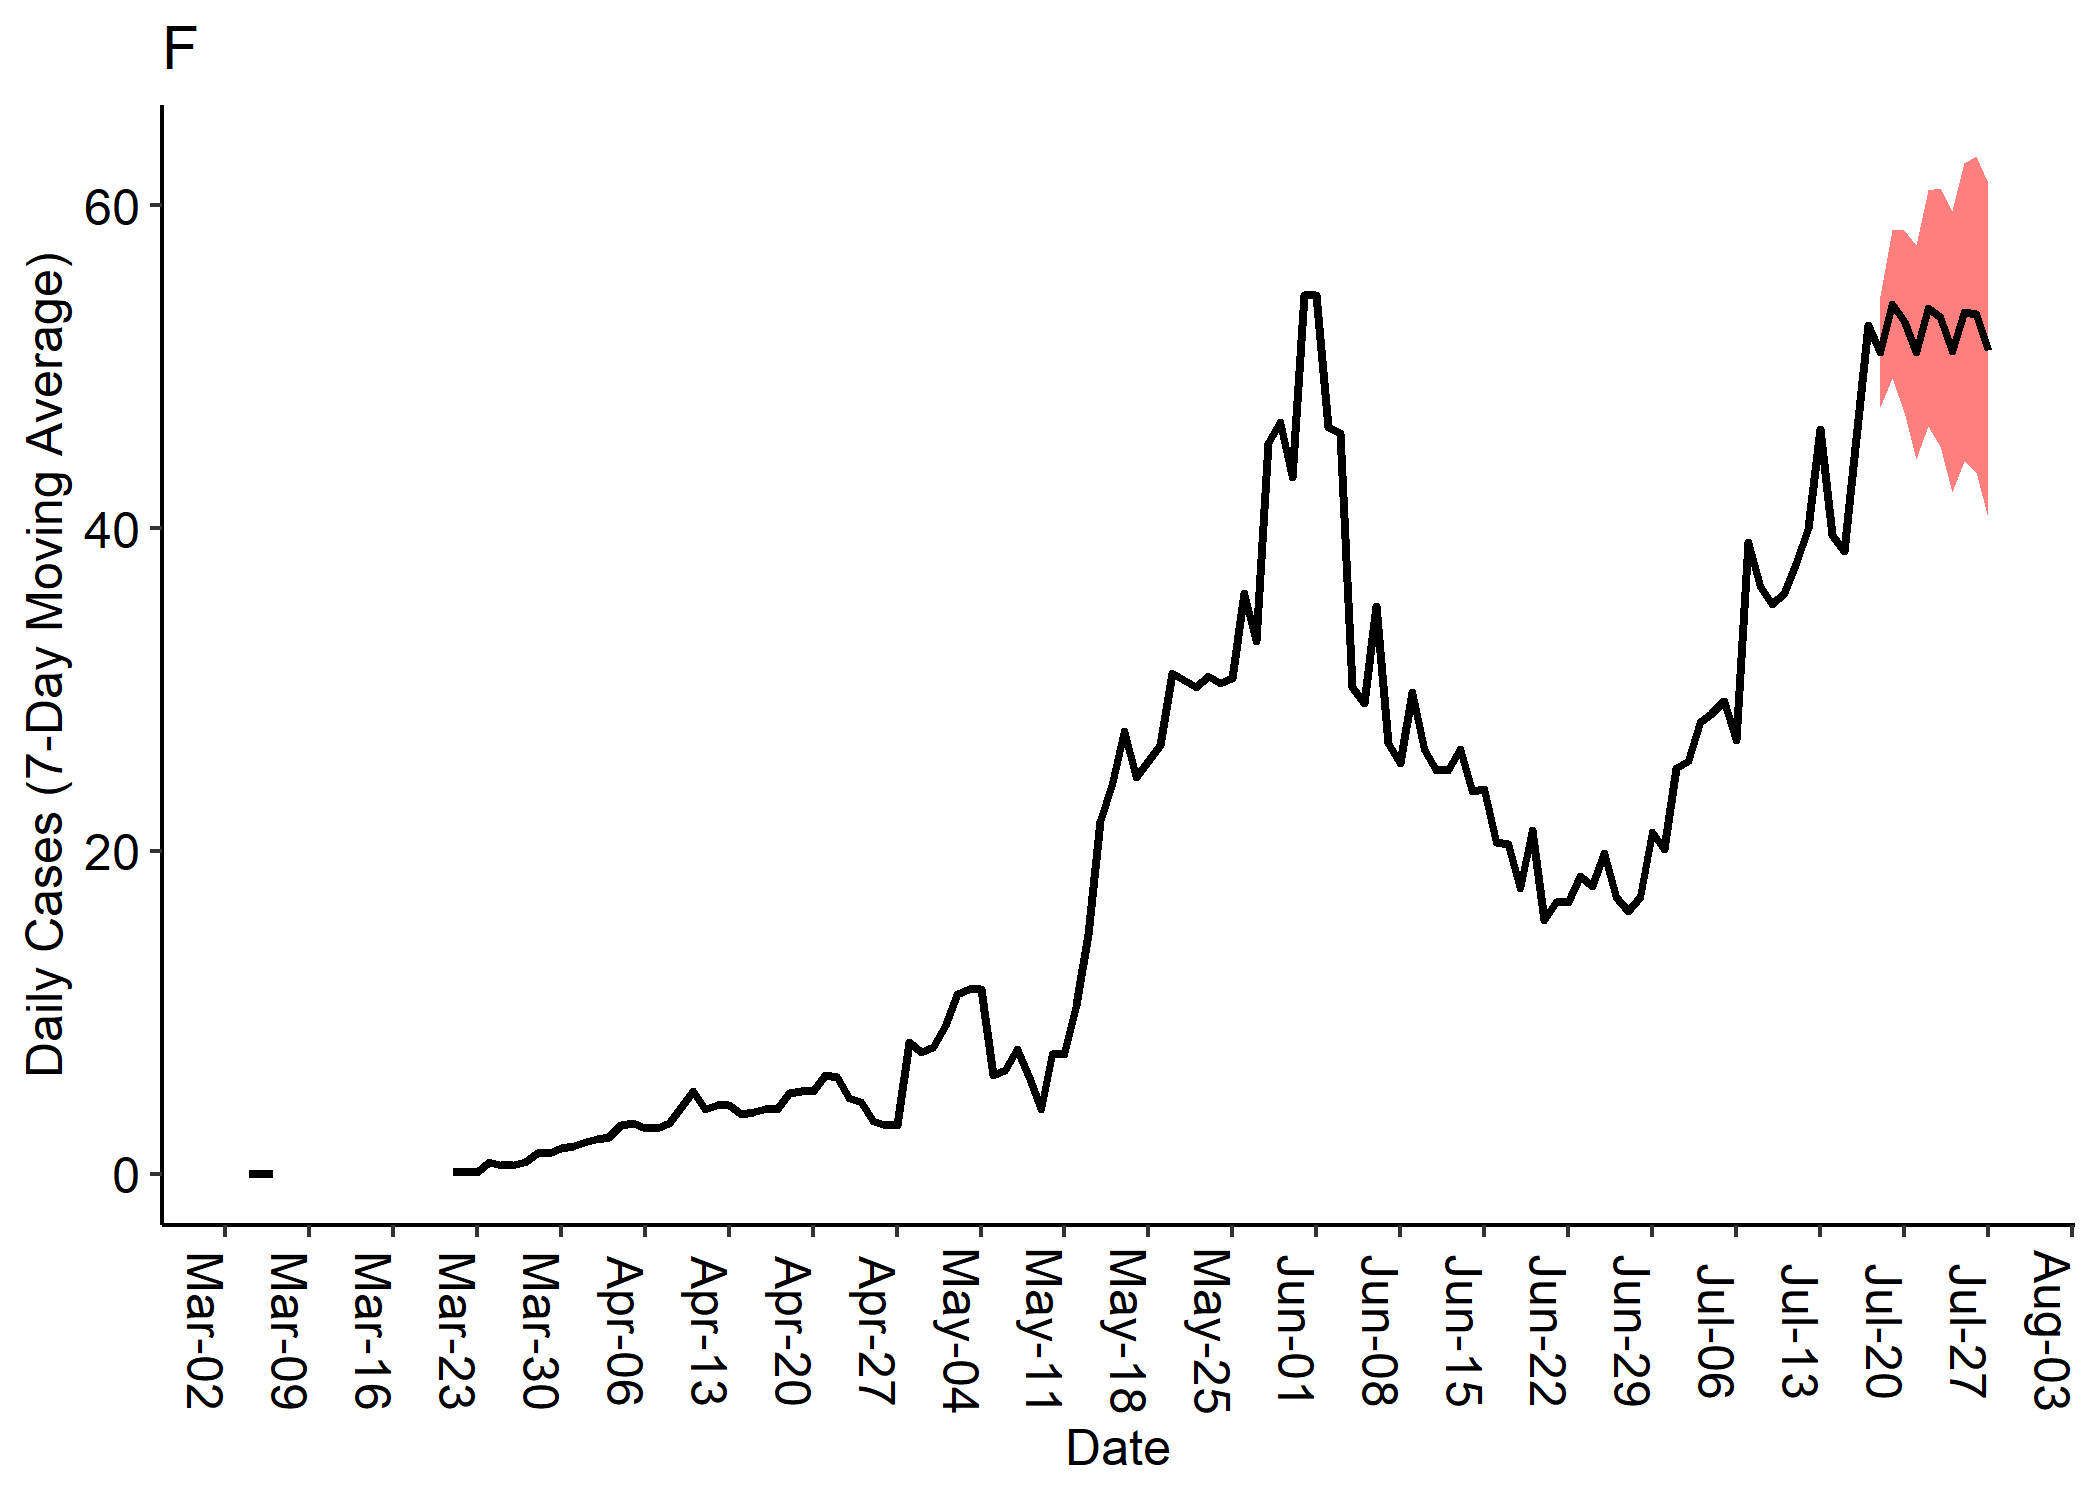 F
Daily Cases (7-Day Moving Average)
60
40
20
0
Mar-02
Mar-09
Mar-16
Mar-23
Mar-30
Apr-06
Apr-13
Apr-20
Apr-27
May-04
May-11
May-18
May-25
Jun-01
Jun-08
Jun-15
Jun-22
Jun-29
Jul-06
Jul-13
Jul-20
Jul-27
Aug-03
Date